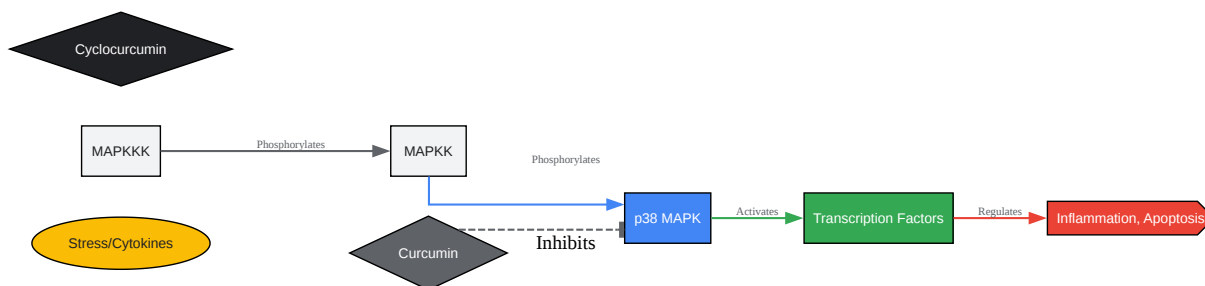 Cyclocurcumin
MAPKKK
Phosphorylates
MAPKK
Phosphorylates
p38 MAPK
Activates
Transcription Factors
Regulates
Inflammation, Apoptosis
Stress/Cytokines
Curcumin
Inhibits